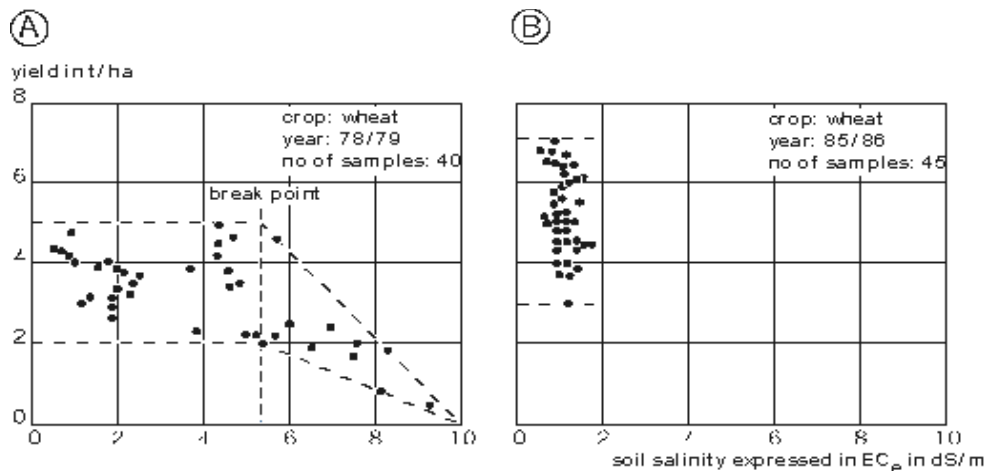 A
B
yield in t/ha
8
crop: wheat
year: 78/79
no of samples: 40
crop: wheat
year: 85/86
no of samples: 45
6
break point
4
2
0
0 2 4 6 8 10
0 2 4 6 8 10
soil salinity expressed in ECe in dS/m